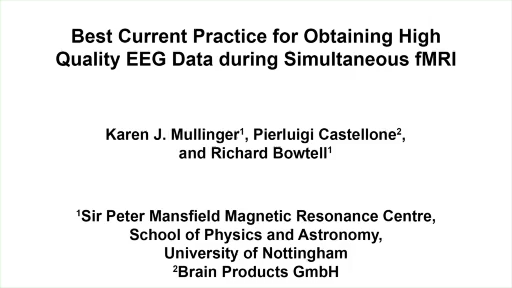 Best Current Practice for Obtaining High
Quality EEG Data during Simultaneous fMRI
Karen J. Mullinger¹, Pierluigi Castellone²,
and Richard Bowtell¹
¹Sir Peter Mansfield Magnetic Resonance Centre,
School of Physics and Astronomy,
University of Nottingham
²Brain Products GmbH